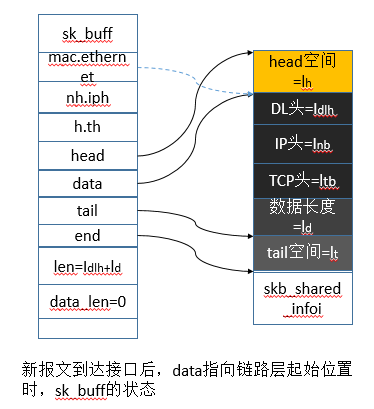 sk_buff
mac.ethern
et
nh.iph
h.th
head
data
tail
end
len=ldlh+ld
data_len=0
head空间
=lh
DL头=ldlh
IP头=lnb
TCP头=ltb
数据长度
=ld
tail空间=lt
skb_shared
_infoi
新报文到达接口后，data指向链路层起始位置
时，sk_buff的状态